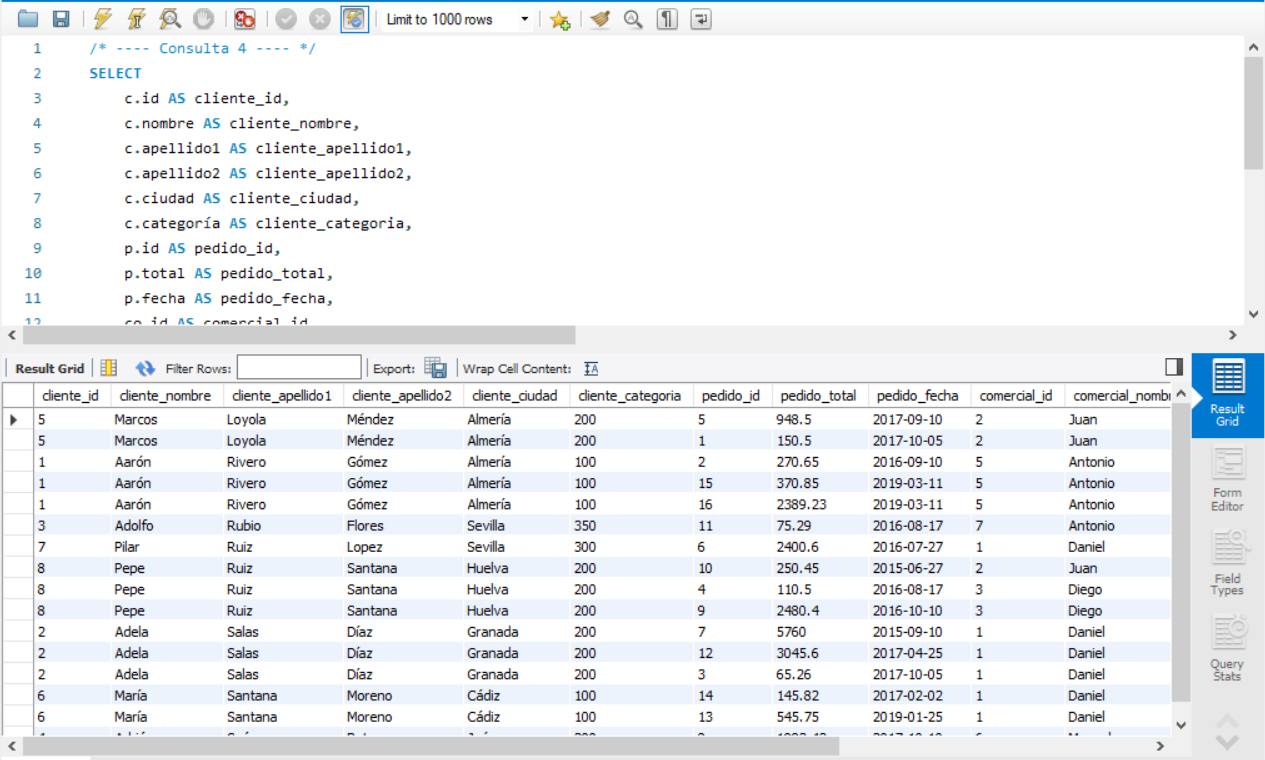 Limit to 1000 rows
1 /* ---- Consulta 4 ---- */
2 SELECT
3 c.id AS cliente_id,
4 c.nombre AS cliente_nombre,
5 c.apellido1 AS cliente_apellido1,
6 c.apellido2 AS cliente_apellido2,
7 c.ciudad AS cliente_ciudad,
8 c.categoría AS cliente_categoria,
9 p.id AS pedido_id,
10 p.total AS pedido_total,
11 p.fecha AS pedido_fecha,
12 co.id AS comercial_id
Result Grid Filter Rows: Export: Wrap Cell Content:
cliente_id cliente_nombre cliente_apellido1 cliente_apellido2 cliente_ciudad cliente_categoria pedido_id pedido_total pedido_fecha comercial_id comercial_nombr
5 Marcos Loyola Méndez Almería 200 5 948.5 2017-09-10 2 Juan
5 Marcos Loyola Méndez Almería 200 1 150.5 2017-10-05 2 Juan
1 Aarón Rivero Gómez Almería 100 2 270.65 2016-09-10 5 Antonio
1 Aarón Rivero Gómez Almería 100 15 370.85 2019-03-11 5 Antonio
1 Aarón Rivero Gómez Almería 100 16 2389.23 2019-03-11 5 Antonio
3 Adolfo Rubio Flores Sevilla 350 11 75.29 2016-08-17 7 Antonio
7 Pilar Ruiz Lopez Sevilla 300 6 2400.6 2016-07-27 1 Daniel
8 Pepe Ruiz Santana Huelva 200 10 250.45 2015-06-27 2 Juan
8 Pepe Ruiz Santana Huelva 200 4 110.5 2016-08-17 3 Diego
8 Pepe Ruiz Santana Huelva 200 9 2480.4 2016-10-10 3 Diego
2 Adela Salas Díaz Granada 200 7 5760 2015-09-10 1 Daniel
2 Adela Salas Díaz Granada 200 12 3045.6 2017-04-25 1 Daniel
2 Adela Salas Díaz Granada 200 3 65.26 2017-10-05 1 Daniel
6 María Santana Moreno Cádiz 100 14 145.82 2017-02-02 1 Daniel
6 María Santana Moreno Cádiz 100 13 545.75 2019-01-25 1 Daniel
Result
Grid
Form
Editor
Field
Types
Query
Stats